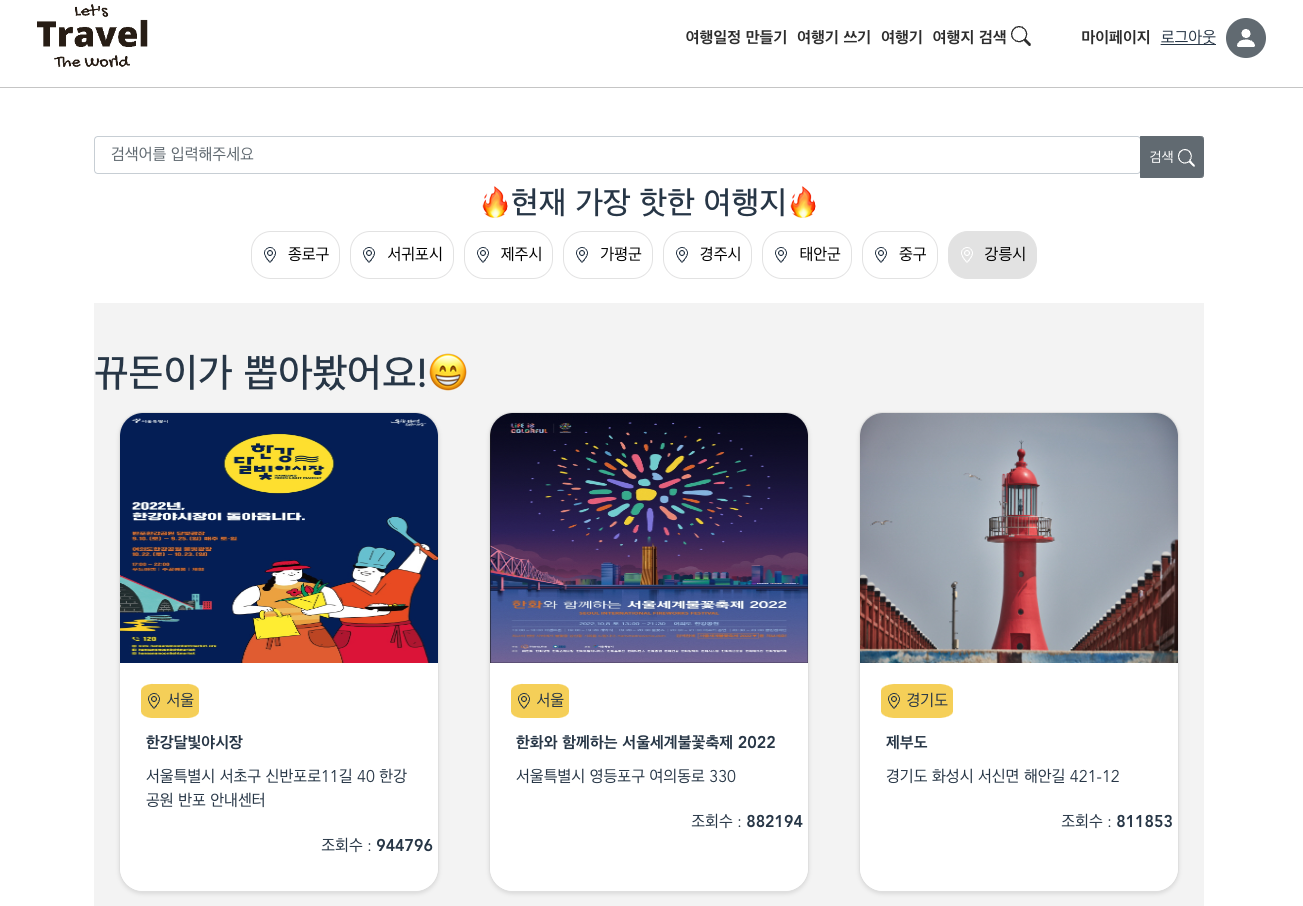 Let's
Travel
The World
여행일정 만들기 여행기 쓰기 여행기 여행지 검색
마이페이지 로그아웃
검색어를 입력해주세요
검색
🔥현재 가장 핫한 여행지🔥
종로구 서귀포시 제주시 가평군 경주시 태안군 중구 강릉시
꾸돈이가 뽑아봤어요!😄
한강
달빛야시장
2022년,
한강야시장이 돌아옵니다.
120
LIFE IS
COLORFUL
한화와 함께하는 서울세계불꽃축제 2022
SEOUL INTERNATIONAL FIREWORKS FESTIVAL
서울
한강달빛야시장
서울특별시 서초구 신반포로11길 40 한강
공원 반포 안내센터
조회수 : 944796
서울
한화와 함께하는 서울세계불꽃축제 2022
서울특별시 영등포구 여의동로 330
조회수 : 882194
경기도
제부도
경기도 화성시 서신면 해안길 421-12
조회수 : 811853